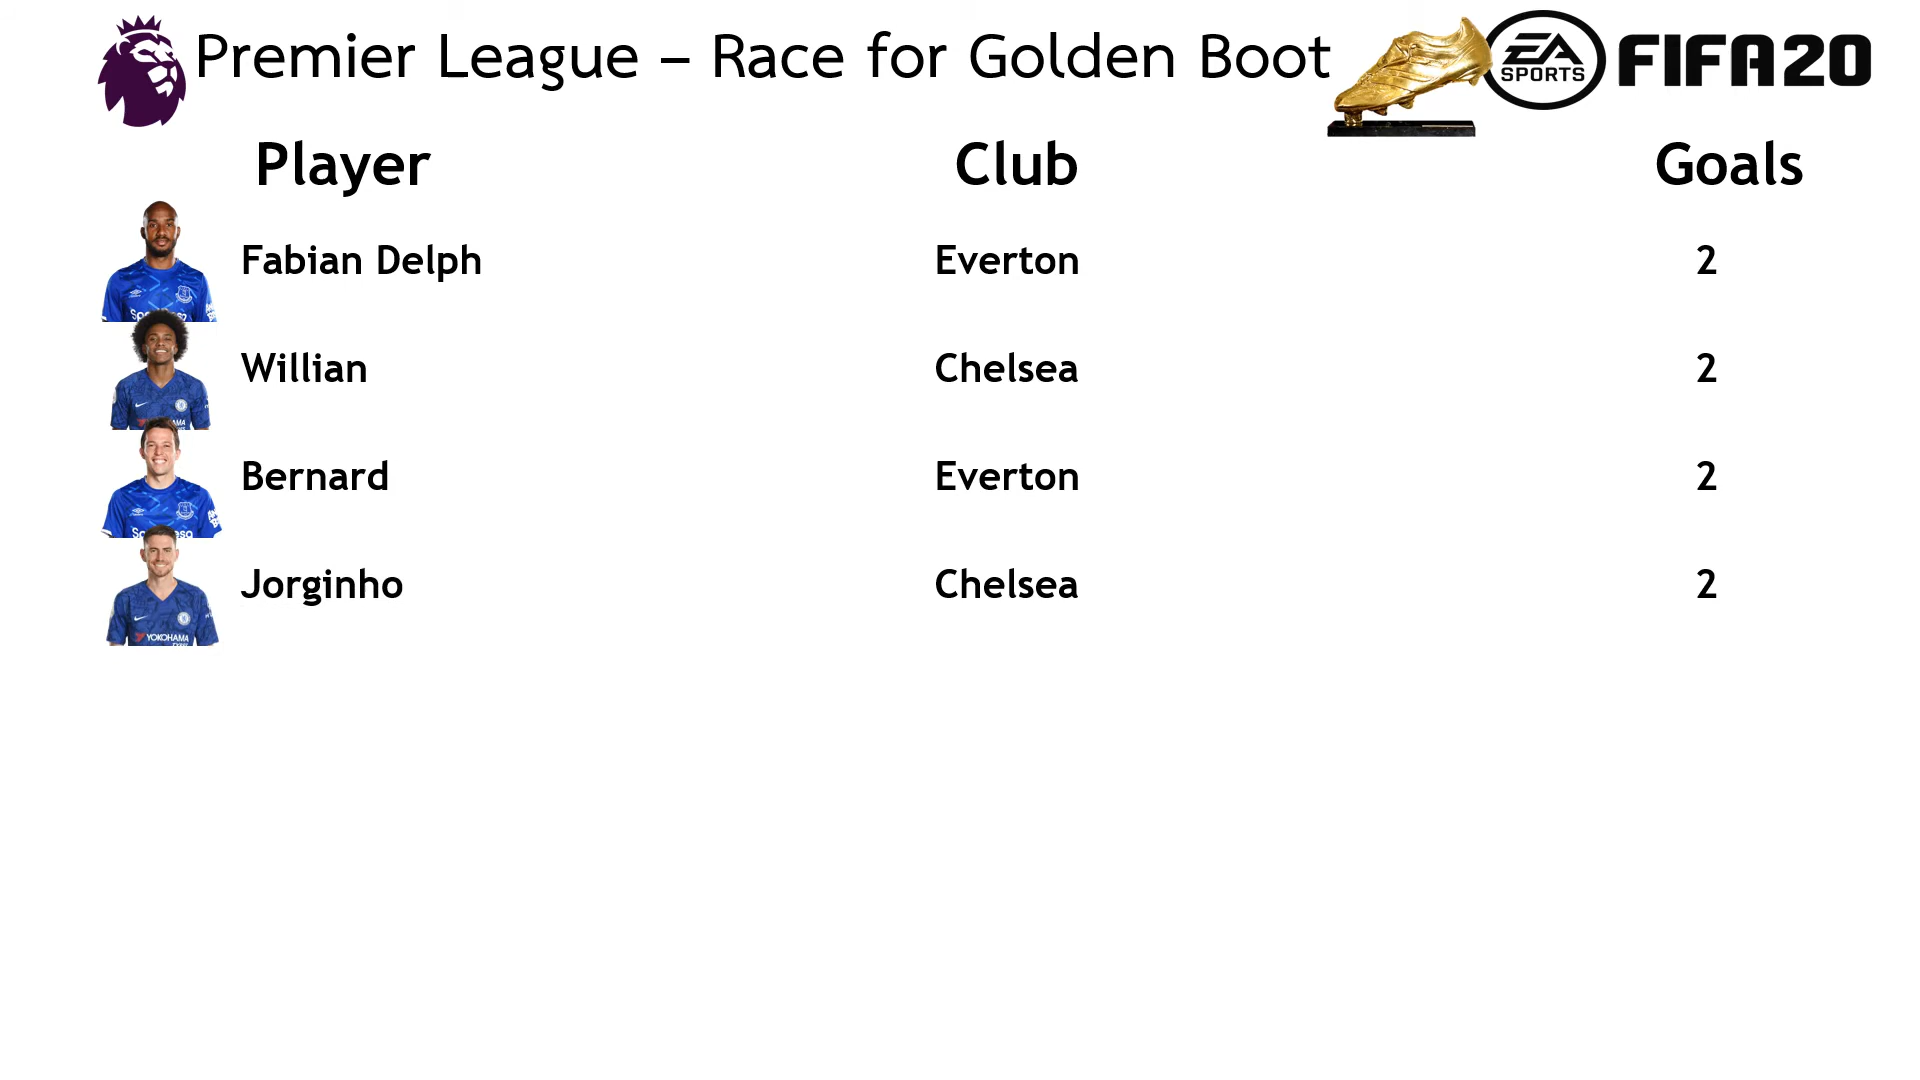 Premier League – Race for Golden Boot
EA SPORTS FIFA20
Player Club Goals
Fabian Delph Everton 2
Willian Chelsea 2
Bernard Everton 2
Jorginho Chelsea 2
YOKOHAMA